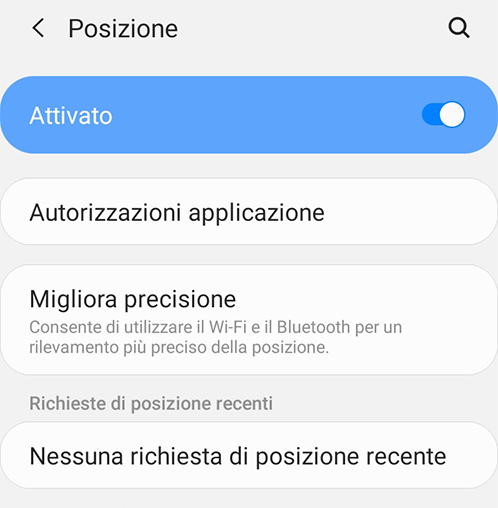 Posizione
Attivato
Autorizzazioni applicazione
Migliora precisione
Consente di utilizzare il Wi-Fi e il Bluetooth per un
rilevamento più preciso della posizione.
Richieste di posizione recenti
Nessuna richiesta di posizione recente